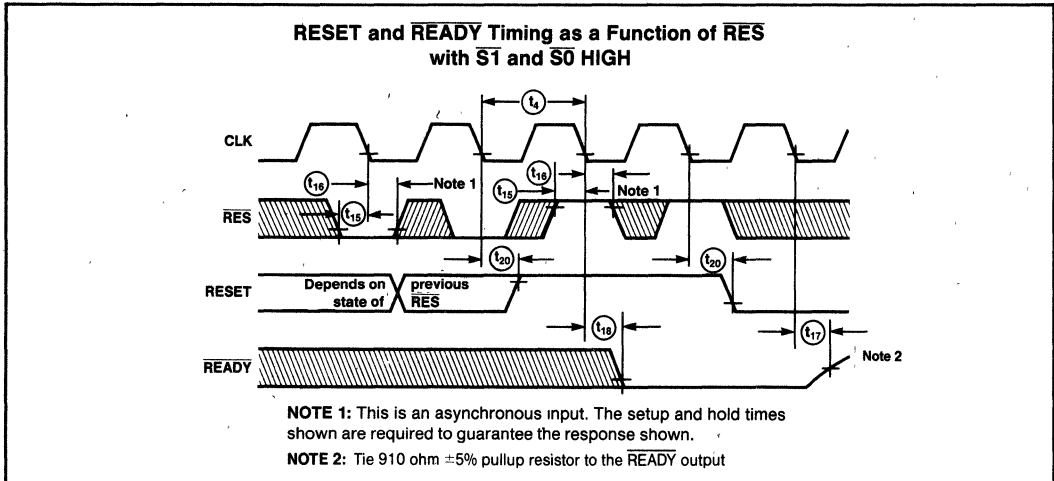 RESET and READY Timing as a Function of RES
with S1 and S0 HIGH
t4
CLK
t16
Note 1
t16
t15
Note 1
t15
RES
t20
t20
RESET
Depends on previous
state of RES
t18
t17
READY
Note 2
NOTE 1: This is an asynchronous input. The setup and hold times
shown are required to guarantee the response shown.
NOTE 2: Tie 910 ohm ±5% pullup resistor to the READY output